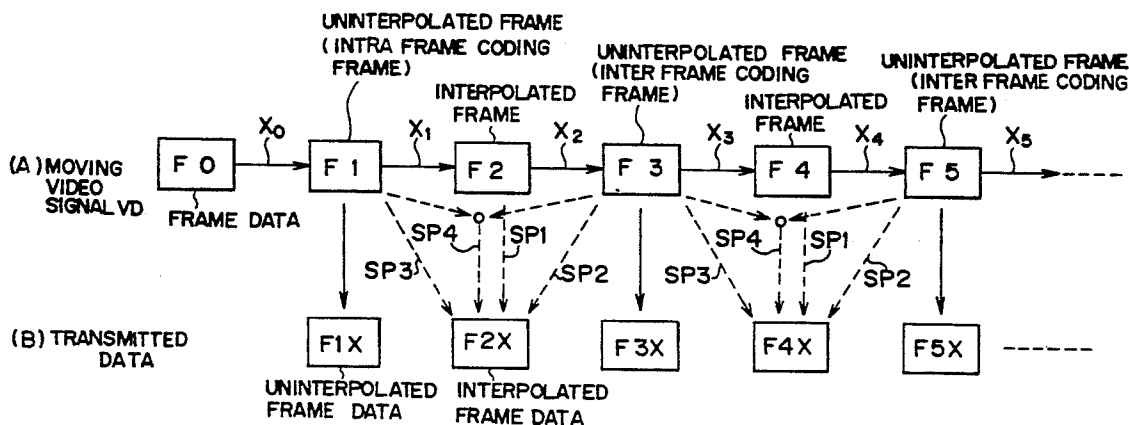 UNINTERPOLATED FRAME
(INTRA FRAME CODING
FRAME)
UNINTERPOLATED FRAME
(INTER FRAME CODING
FRAME)
UNINTERPOLATED FRAME
(INTER FRAME CODING
FRAME)
INTERPOLATED
FRAME
INTERPOLATED
FRAME
X0 X1 X2 X3 X4 X5
(A) MOVING
VIDEO
SIGNAL VD
F 0 F 1 F 2 F 3 F 4 F 5
FRAME DATA
SP3 SP4 SP1 SP2 SP3 SP4 SP1 SP2
(B) TRANSMITTED
DATA
F1X F2X F3X F4X F5X
UNINTERPOLATED
FRAME DATA
INTERPOLATED
FRAME DATA